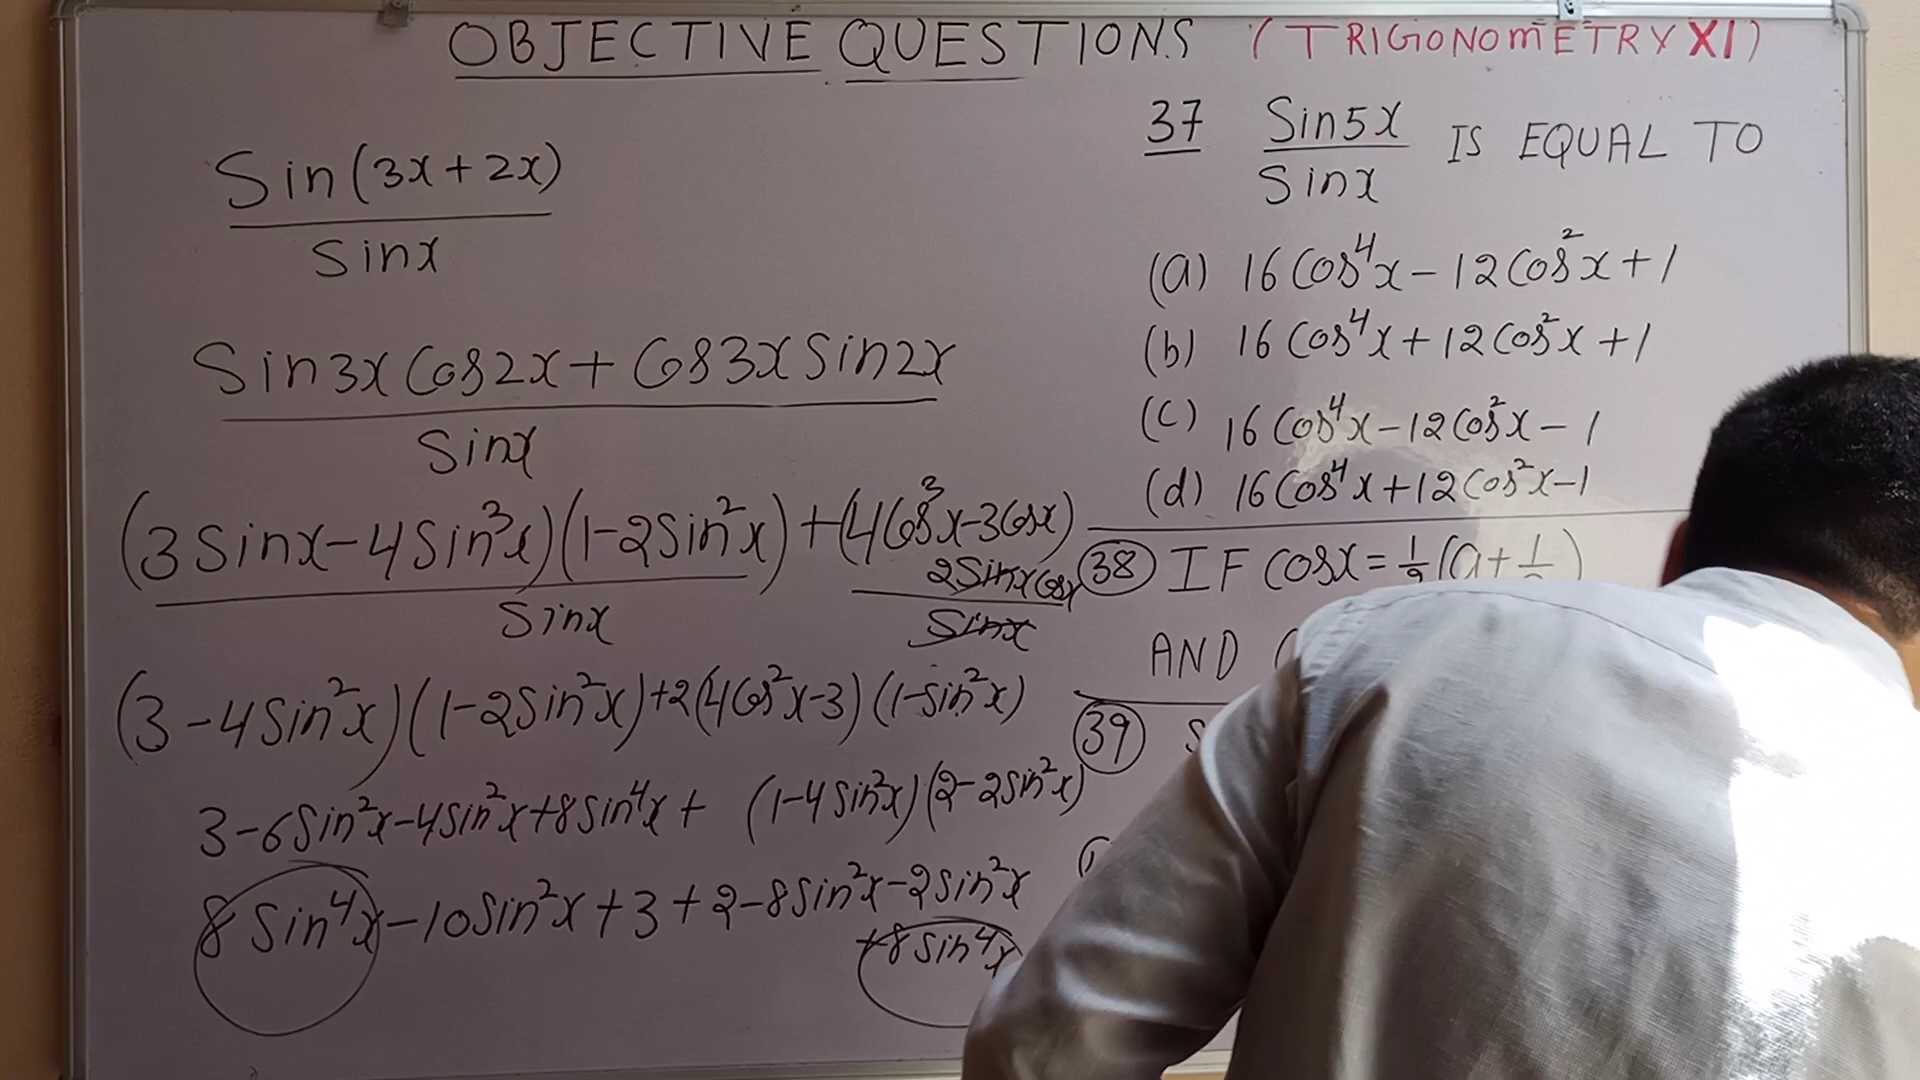 OBJECTIVE QUESTIONS (TRIGIONOMETRY XI)
Sin(3x+2x)
Sinx
Sin3x Cos2x + Cos3x Sin2x
Sinx
(3Sinx-4Sin³x)(1-2Sin²x) + (4Cos³x-3Cosx)
2Sinx Cosx
Sinx
Sinx
(3-4Sin²x)(1-2Sin²x)+2(4Cos²x-3)(1-Sin²x)
3-6Sin²x-4Sin²x+8Sin⁴x + (1-4Sin²x)(2-2Sin²x)
8Sin⁴x-10Sin²x+3+2-8Sin²x-2Sin²x
+8Sin⁴x
37 Sin5x IS EQUAL TO
Sinx
(a) 16Cos⁴x-12Cos²x+1
(b) 16Cos⁴x+12Cos²x+1
(c) 16Cos⁴x-12Cos²x-1
(d) 16Cos⁴x+12Cos²x-1
38 IF Cosx=½(a+1
AND
39